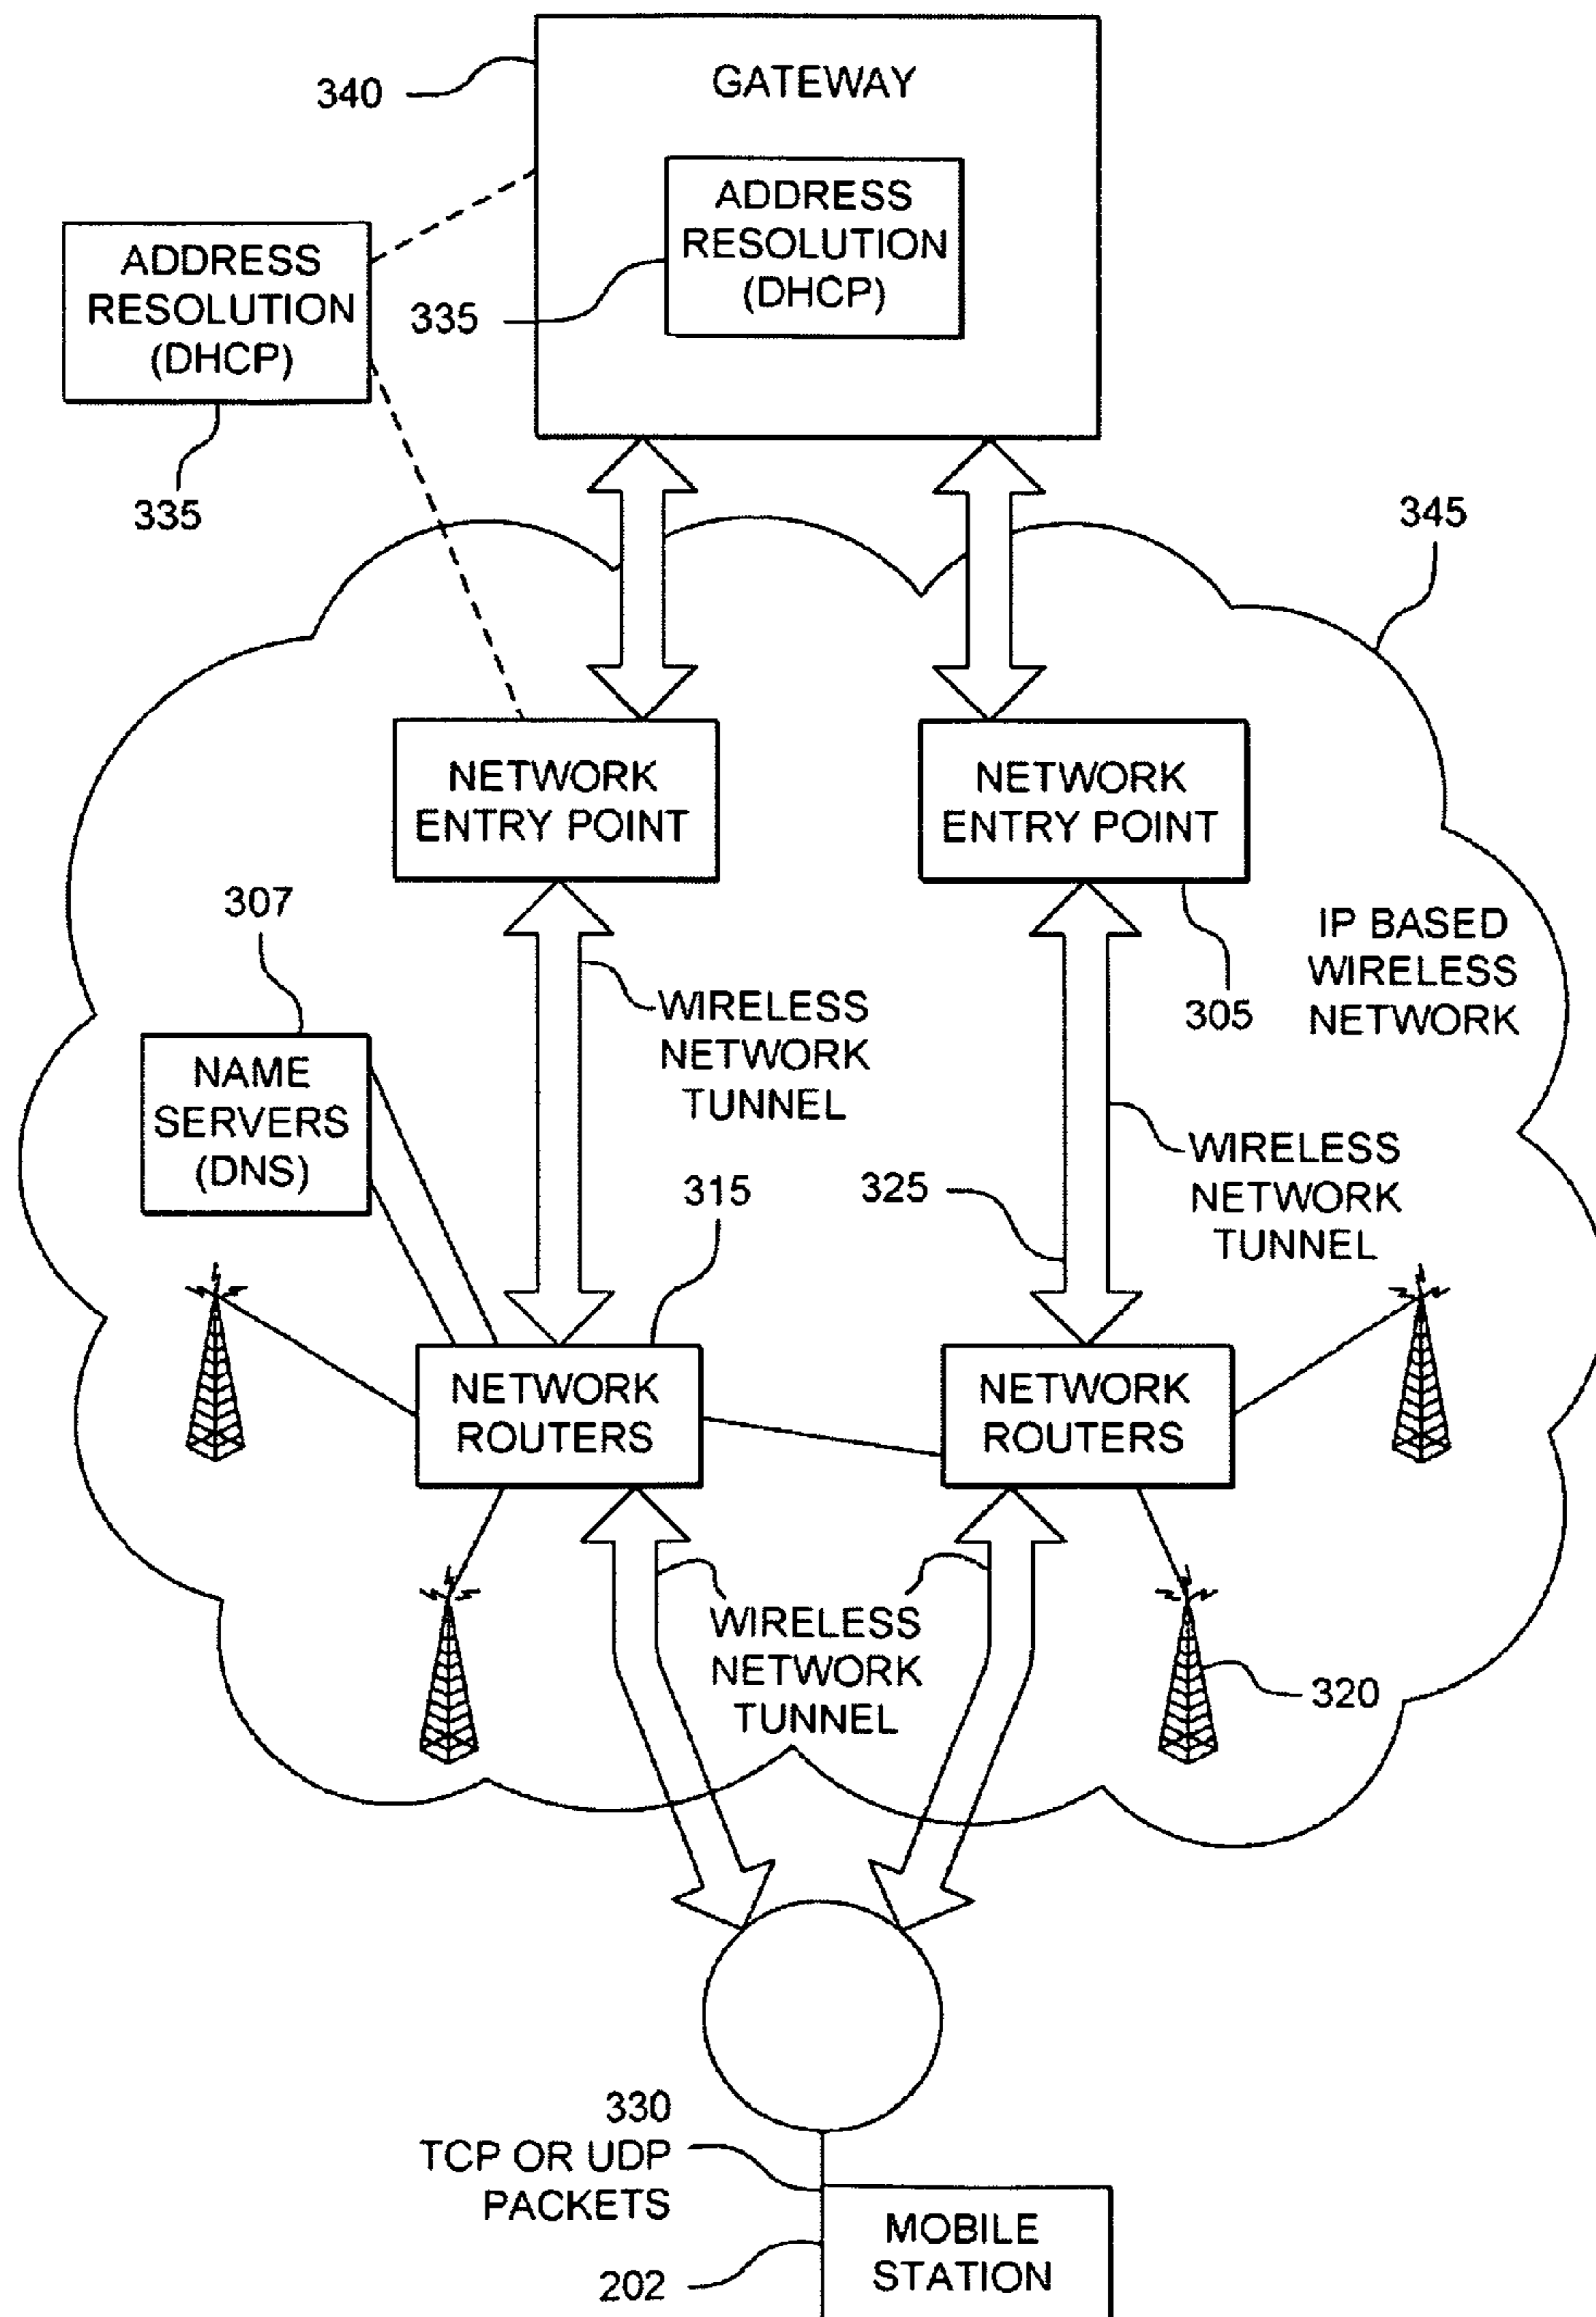 340
GATEWAY
ADDRESS
RESOLUTION
(DHCP)
335
ADDRESS
RESOLUTION
(DHCP)
335
345
NETWORK
ENTRY POINT
NETWORK
ENTRY POINT
305
IP BASED
WIRELESS
NETWORK
307
NAME
SERVERS
(DNS)
WIRELESS
NETWORK
TUNNEL
WIRELESS
NETWORK
TUNNEL
315
325
NETWORK
ROUTERS
NETWORK
ROUTERS
WIRELESS
NETWORK
TUNNEL
320
330
TCP OR UDP
PACKETS
202
MOBILE
STATION